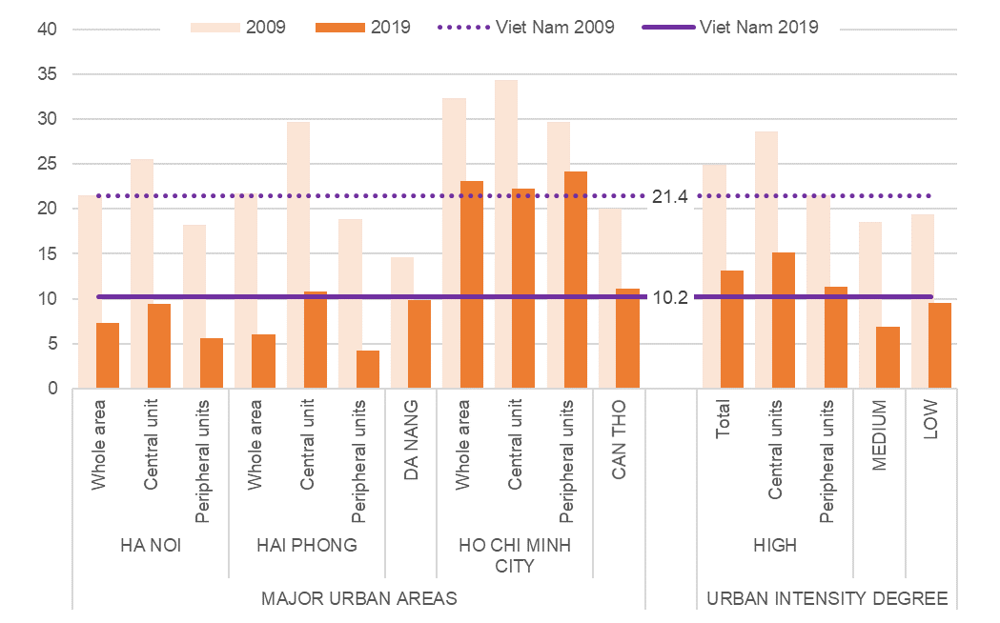 40
2009
2019
Viet Nam 2009
Viet Nam 2019
35
30
25
20
15
10
5
0
21.4
10.2
Whole area
Central unit
Peripheral units
Whole area
Central unit
Peripheral units
DA NANG
Whole area
Central unit
Peripheral units
CAN THO
Total
Central units
Peripheral units
MEDIUM
LOW
HA NOI
HAI PHONG
HO CHI MINH
CITY
HIGH
MAJOR URBAN AREAS
URBAN INTENSITY DEGREE